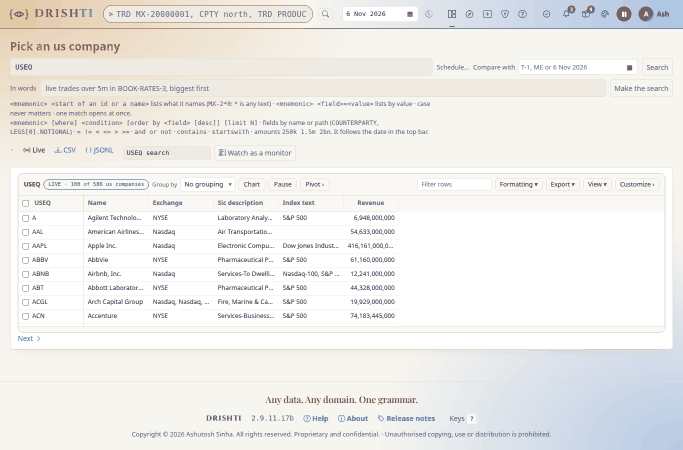 {👁} DRISHTI > TRD MX-20000001, CPTY north, TRD PRODUC 6 Nov 2026 3 4 A Ash
Pick an us company
USEQ Schedule... Compare with T-1, ME or 6 Nov 2026 Search
In words live trades over 5m in BOOK-RATES-3, biggest first Make the search
<mnemonic> <start of an id or a name> lists what it names (MX-2*0: * is any text) · <mnemonic> <field>=<value> lists by value · case
never matters · one match opens at once.
<mnemonic> [where] <condition> [order by <field> [desc]] [limit N] · fields by name or path (COUNTERPARTY,
LEGS[0].NOTIONAL) · = != < <= > >= · and or not · contains · startswith · amounts 250k 1.5m 2bn. It follows the date in the top bar.
· Live CSV {} JSONL USEQ search Watch as a monitor
USEQ LIVE · 100 of 586 us companies Group by No grouping Chart Pause Pivot › Filter rows Formatting ▾ Export ▾ View ▾ Customize ›
USEQ Name Exchange Sic description Index text Revenue
A Agilent Technolo... NYSE Laboratory Analy... S&P 500 6,948,000,000
AAL American Airlines... Nasdaq Air Transportatio... 54,633,000,000
AAPL Apple Inc. Nasdaq Electronic Compu... Dow Jones Indust... 416,161,000,0...
ABBV AbbVie NYSE Pharmaceutical P... S&P 500 61,160,000,000
ABNB Airbnb, Inc. Nasdaq Services-To Dwelli... Nasdaq-100, S&P ... 12,241,000,000
ABT Abbott Laborator... NYSE Pharmaceutical P... S&P 500 44,328,000,000
ACGL Arch Capital Group Nasdaq, Nasdaq, ... Fire, Marine & Ca... S&P 500 19,929,000,000
ACN Accenture NYSE Services-Business... S&P 500 74,183,445,000
Next ›
Any data. Any domain. One grammar.
DRISHTI 2.9.11.17b Help About Release notes Keys ?
Copyright © 2026 Ashutosh Sinha. All rights reserved. Proprietary and confidential. · Unauthorised copying, use or distribution is prohibited.